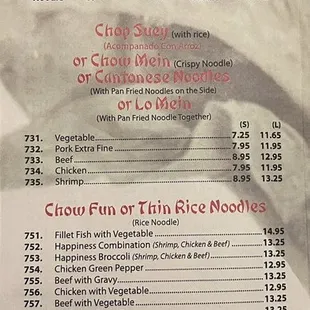 Chop Suey (with rice)
(Acompanado Con Arroz)
or Chow Mein (Crispy Noodle)
or Cantonese Noodles
(With Pan Fried Noodles on the Side)
or Lo Mein
(With Pan Fried Noodle Together)
(S) (L)
731. Vegetable 7.25 11.65
732. Pork Extra Fine 7.95 11.95
733. Beef 8.95 12.95
734. Chicken 7.95 11.95
735. Shrimp 8.95 13.25
Chow Fun or Thin Rice Noodles
(Rice Noodle)
751. Fillet Fish with Vegetable 14.95
752. Happiness Combination (Shrimp, Chicken & Beef) 13.25
753. Happiness Broccoli (Shrimp, Chicken & Beef) 13.25
754. Chicken Green Pepper 12.95
755. Beef with Gravy 13.25
756. Chicken with Vegetable 12.95
757. Beef with Vegetable 13.25